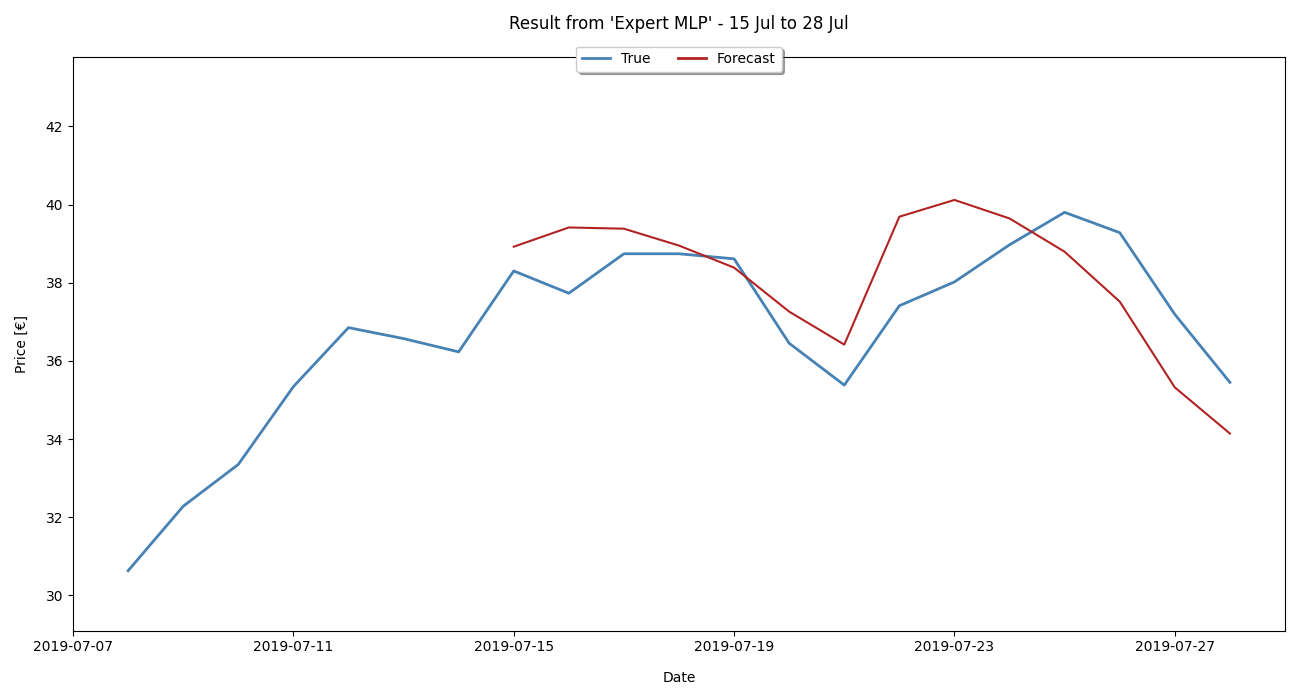 Result from 'Expert MLP' - 15 Jul to 28 Jul
True Forecast
42
40
38
36
34
32
30
Price [€]
2019-07-07 2019-07-11 2019-07-15 2019-07-19 2019-07-23 2019-07-27
Date